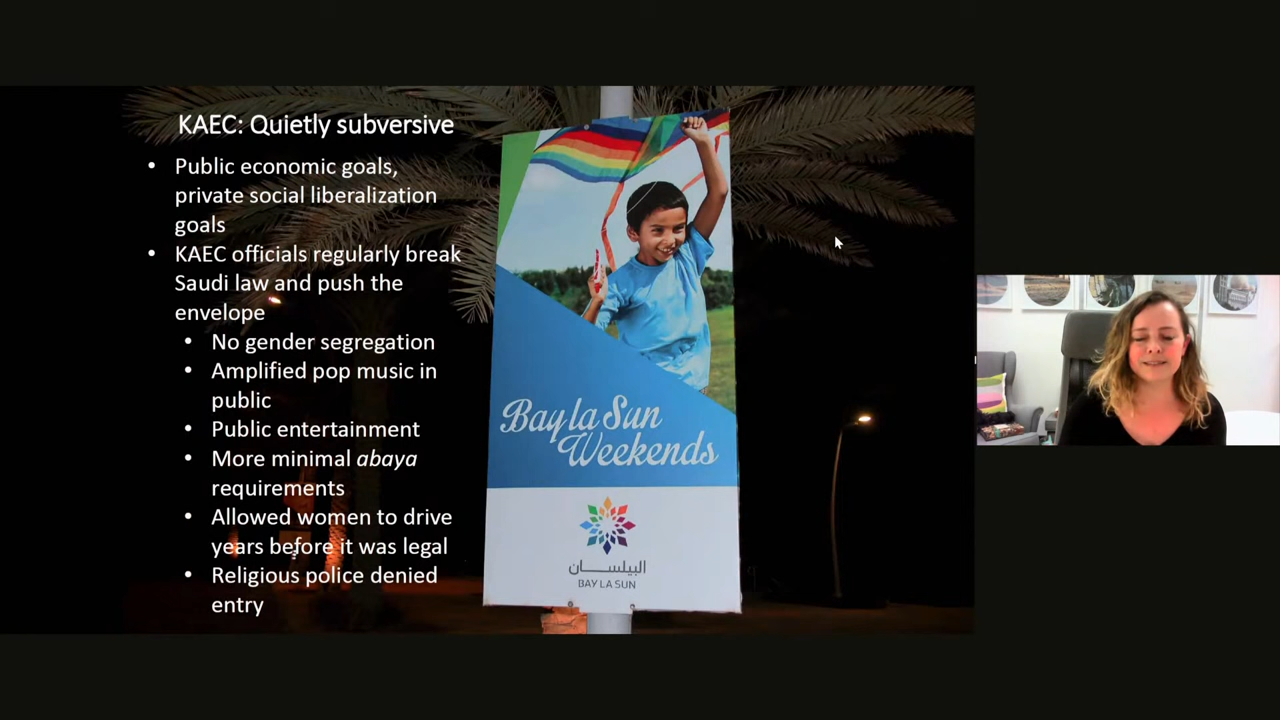 KAEC: Quietly subversive
• Public economic goals,
private social liberalization
goals
• KAEC officials regularly break
Saudi law and push the
envelope
• No gender segregation
• Amplified pop music in
public
• Public entertainment
• More minimal abaya
requirements
• Allowed women to drive
years before it was legal
• Religious police denied
entry
Bay la Sun
Weekends
البيلسان
BAY LA SUN